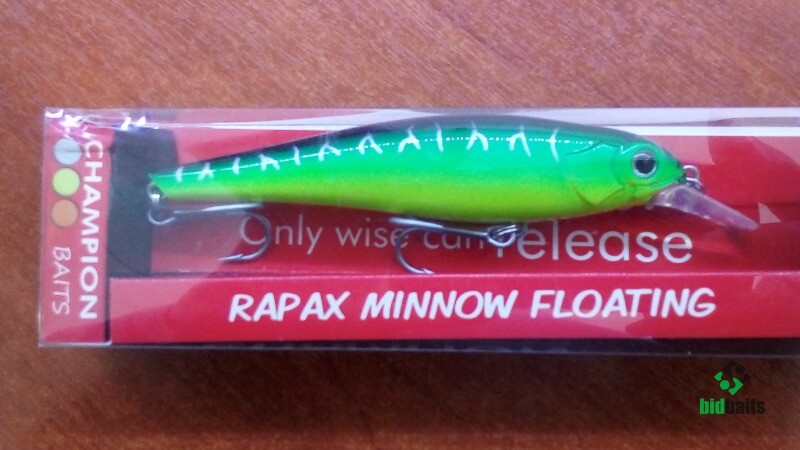 CHAMPION
BAITS
Only wise can release
RAPAX MINNOW FLOATING
bidbaits